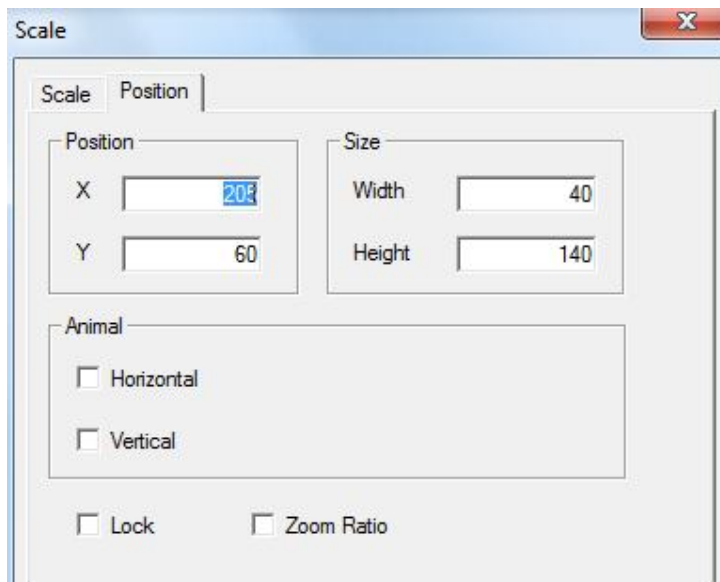 Scale
Scale Position
Position Size
X 205 Width 40
Y 60 Height 140
Animal
Horizontal
Vertical
Lock Zoom Ratio